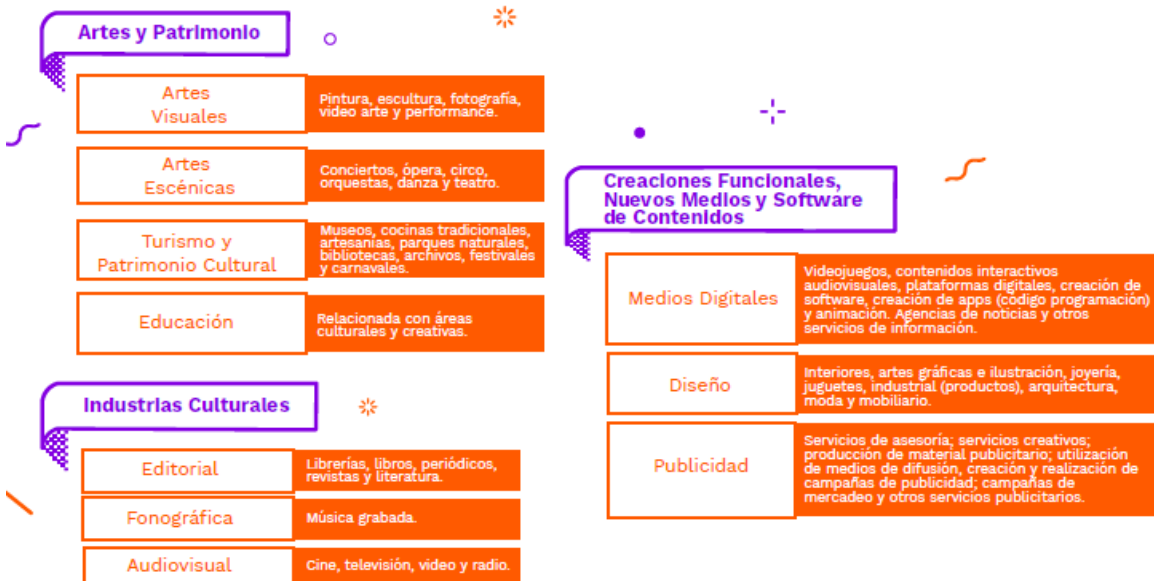 Artes y Patrimonio
Artes
Visuales
Pintura, escultura, fotografía,
video arte y performance.
Artes
Escénicas
Conciertos, ópera, circo,
orquestas, danza y teatro.
Turismo y
Patrimonio Cultural
Museos, cocinas tradicionales,
artesanías, parques naturales,
bibliotecas, archivos, festivales
y carnavales.
Educación
Relacionada con áreas
culturales y creativas.
Industrias Culturales
Editorial
Librerías, libros, periódicos,
revistas y literatura.
Fonográfica
Música grabada.
Audiovisual
Cine, televisión, video y radio.
Creaciones Funcionales,
Nuevos Medios y Software
de Contenidos
Medios Digitales
Videojuegos, contenidos interactivos
audiovisuales, plataformas digitales, creación de
software, creación de apps (código programación)
y animación. Agencias de noticias y otros
servicios de información.
Diseño
Interiores, artes gráficas e ilustración, joyería,
juguetes, industrial (productos), arquitectura,
moda y mobiliario.
Publicidad
Servicios de asesoría; servicios creativos;
producción de material publicitario; utilización
de medios de difusión, creación y realización de
campañas de publicidad; campañas de
mercadeo y otros servicios publicitarios.